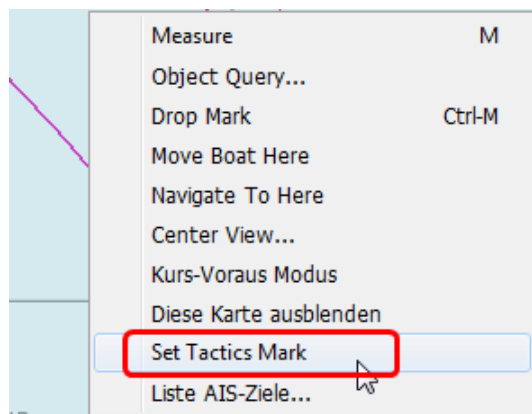 Measure M
Object Query...
Drop Mark Ctrl-M
Move Boat Here
Navigate To Here
Center View...
Kurs-Voraus Modus
Diese Karte ausblenden
Set Tactics Mark
Liste AIS-Ziele...